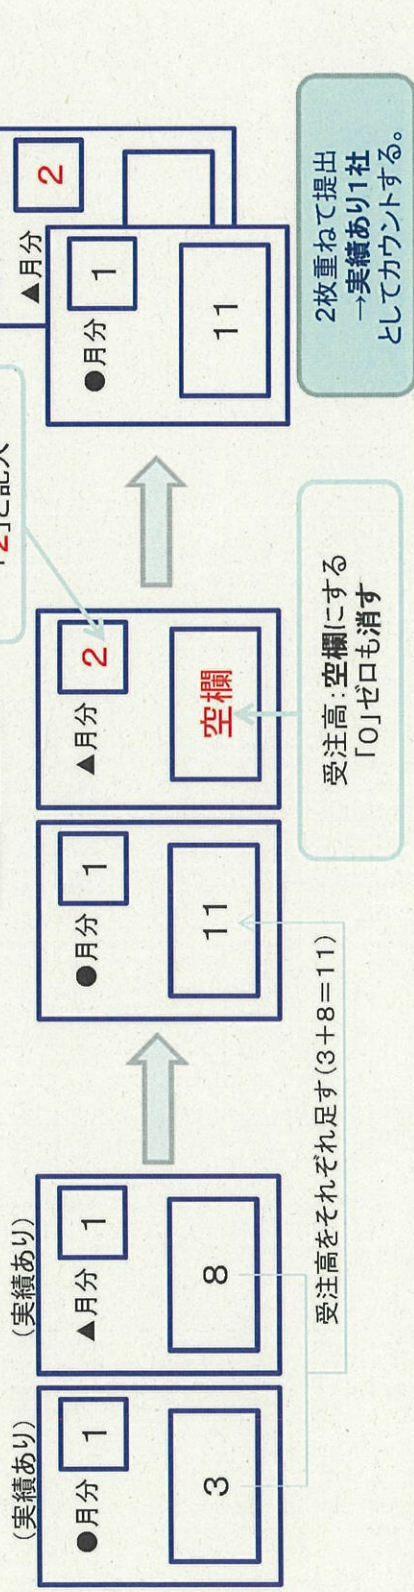 (実績あり)
●月分 1
3
(実績あり)
▲月分 1
8
受注高をそれぞれ足す(3+8=11)
●月分 1
11
▲月分 2
空欄
「2」と記入
受注高:空欄にする
「0」ゼロも消す
●月分 1
11
▲月分 2
2枚重ねて提出
→実績あり1社
としてカウントする。